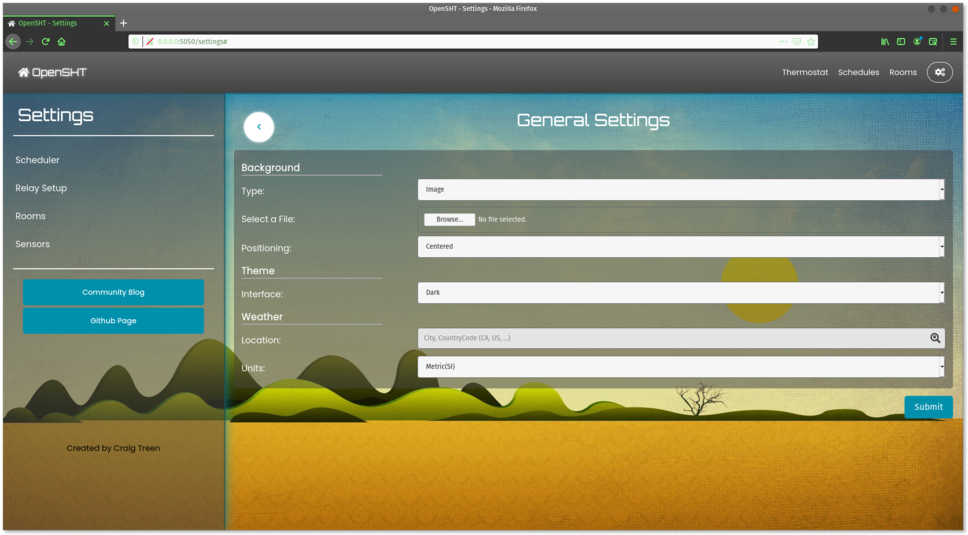 OpenSHT - Settings - Mozilla Firefox
OpenSHT - Settings
0.0.0.0:5050/settings#
OpenSHT
Thermostat Schedules Rooms
Settings
Scheduler
Relay Setup
Rooms
Sensors
Community Blog
Github Page
Created by Craig Treen
General Settings
Background
Type: Image
Select a File: Browse... No file selected.
Positioning: Centered
Theme
Interface: Dark
Weather
Location: City, CountryCode (CA, US, ...)
Units: Metric(SI)
Submit